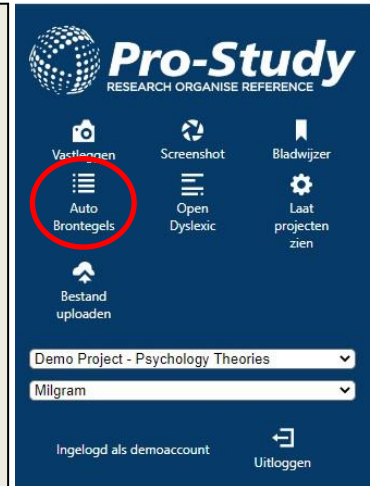 Pro-Study
RESEARCH ORGANISE REFERENCE
Vastleggen
Screenshot
Bladwijzer
Auto
Brontegels
Open
Dyslexic
Laat
projecten
zien
Bestand
uploaden
Demo Project - Psychology Theories
Milgram
Ingelogd als demoaccount
Uitloggen